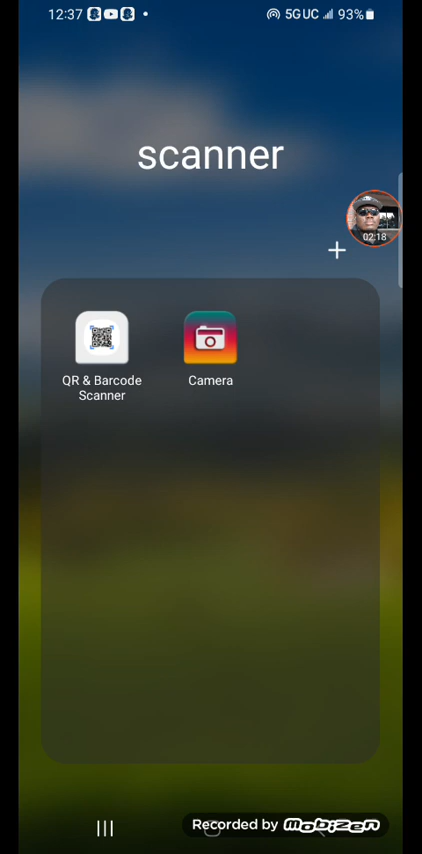 12:37 5G UC 93%
scanner
02:18
QR & Barcode Scanner
Camera
Recorded by mobizen